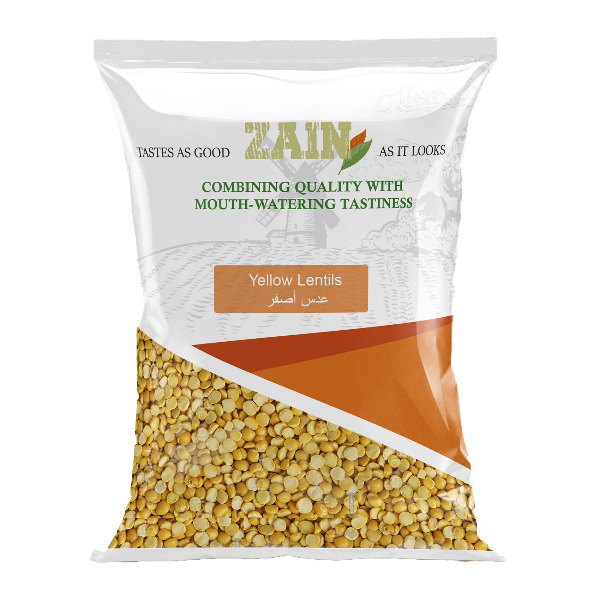 ZAIN
TASTES AS GOOD AS IT LOOKS
COMBINING QUALITY WITH
MOUTH-WATERING TASTINESS
Yellow Lentils
عدس أصفر